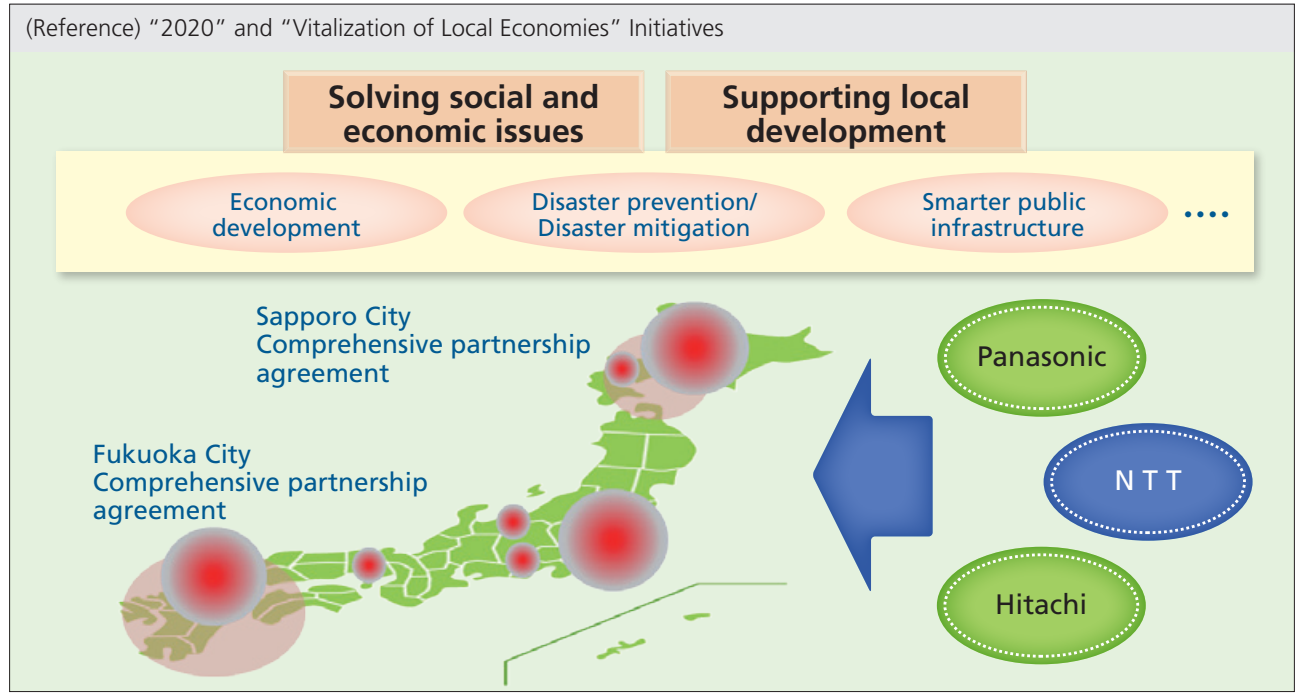 (Reference) “2020” and “Vitalization of Local Economies” Initiatives
Solving social and
economic issues
Supporting local
development
Economic
development
Disaster prevention/
Disaster mitigation
Smarter public
infrastructure
....
Sapporo City
Comprehensive partnership
agreement
Fukuoka City
Comprehensive partnership
agreement
Panasonic
N T T
Hitachi